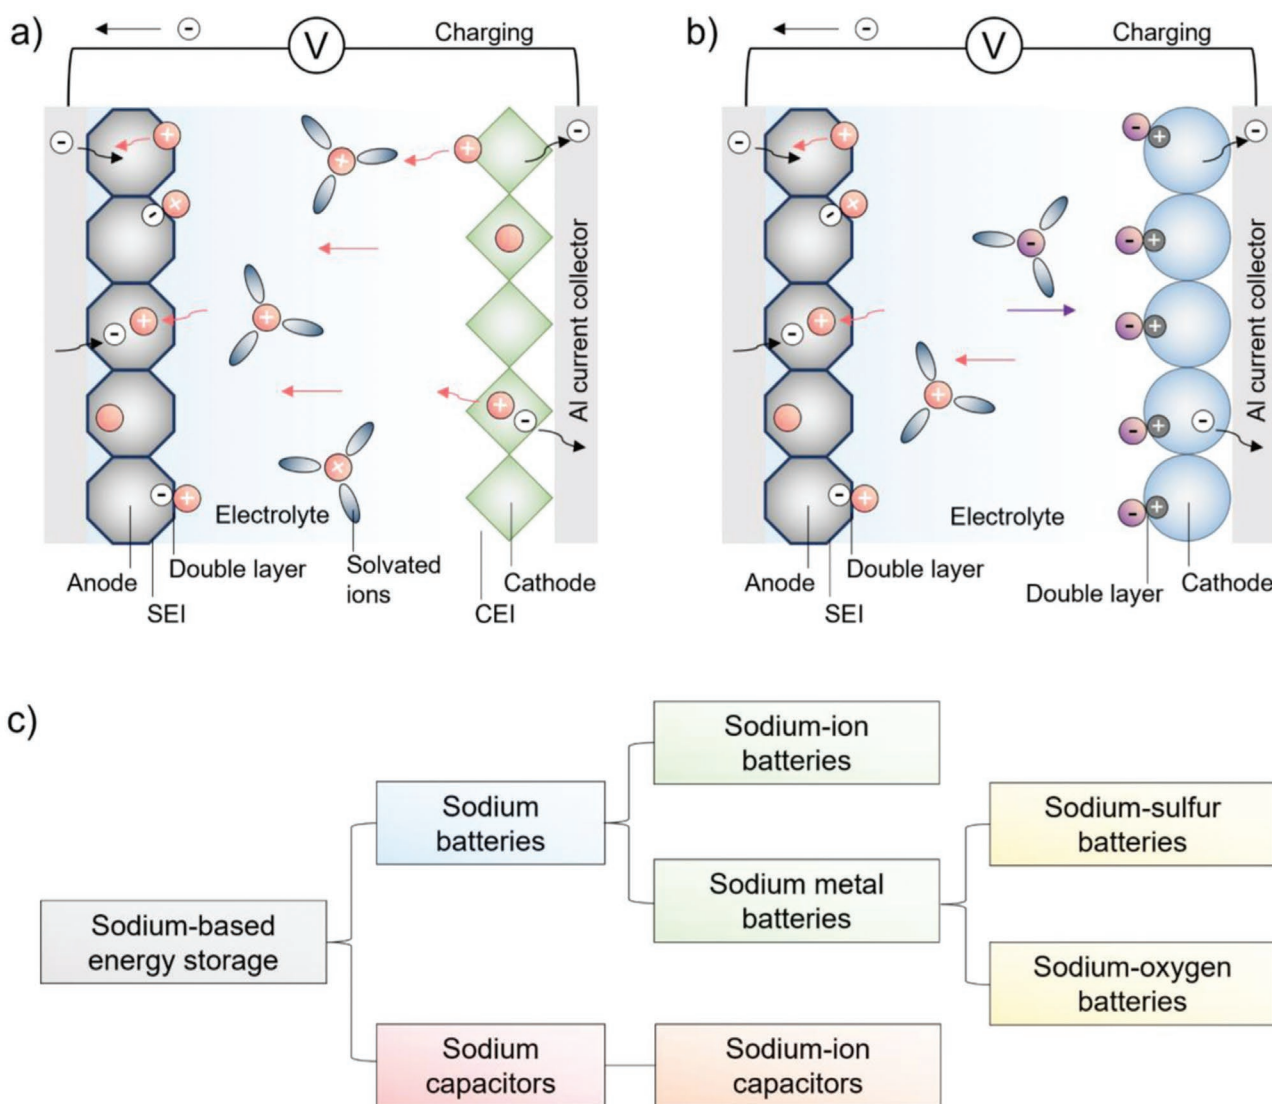 a)
-
V
Charging
-
+
+
+
-
-
+
-
+
+
-
+
-
+
-
+
+
Al current collector
Electrolyte
Anode
Double layer
SEI
Solvated
ions
Cathode
CEI
b)
-
V
Charging
-
+
-
+
-
-
+
-
-
+
-
+
-
+
+
-
+
-
-
+
-
+
Al current collector
Electrolyte
Anode
Double layer
SEI
Double layer
Cathode
c)
Sodium-based
energy storage
Sodium
batteries
Sodium-ion
batteries
Sodium metal
batteries
Sodium-sulfur
batteries
Sodium-oxygen
batteries
Sodium
capacitors
Sodium-ion
capacitors